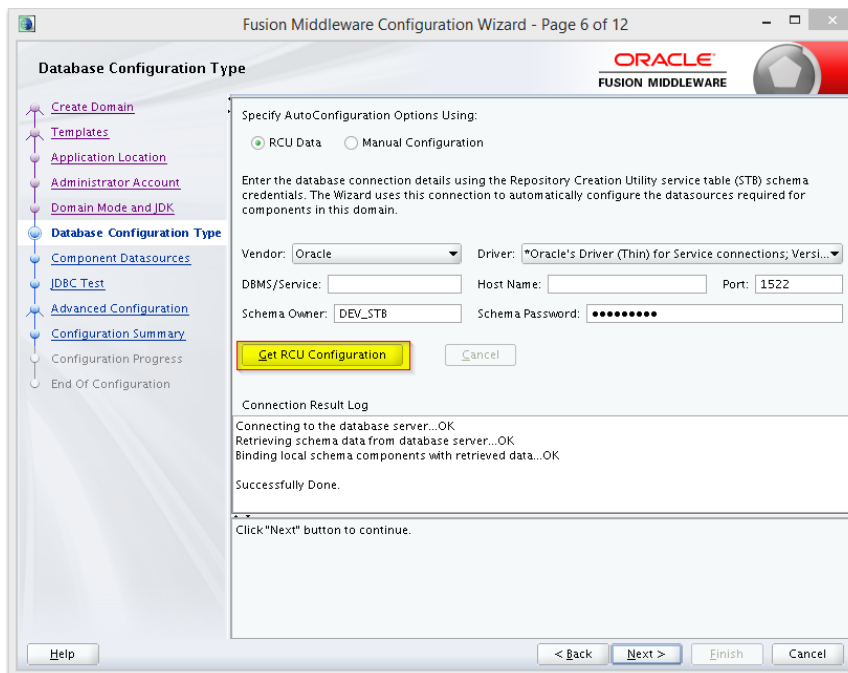 Fusion Middleware Configuration Wizard - Page 6 of 12
Database Configuration Type
ORACLE
FUSION MIDDLEWARE
Create Domain
Templates
Application Location
Administrator Account
Domain Mode and JDK
Database Configuration Type
Component Datasources
JDBC Test
Advanced Configuration
Configuration Summary
Configuration Progress
End Of Configuration
Specify AutoConfiguration Options Using:
RCU Data Manual Configuration
Enter the database connection details using the Repository Creation Utility service table (STB) schema
credentials. The Wizard uses this connection to automatically configure the datasources required for
components in this domain.
Vendor: Oracle Driver: *Oracle's Driver (Thin) for Service connections; Versi...
DBMS/Service: Host Name: Port: 1522
Schema Owner: DEV_STB Schema Password: •••••••••
Get RCU Configuration Cancel
Connection Result Log
Connecting to the database server...OK
Retrieving schema data from database server...OK
Binding local schema components with retrieved data...OK
Successfully Done.
Click "Next" button to continue.
Help < Back Next > Finish Cancel